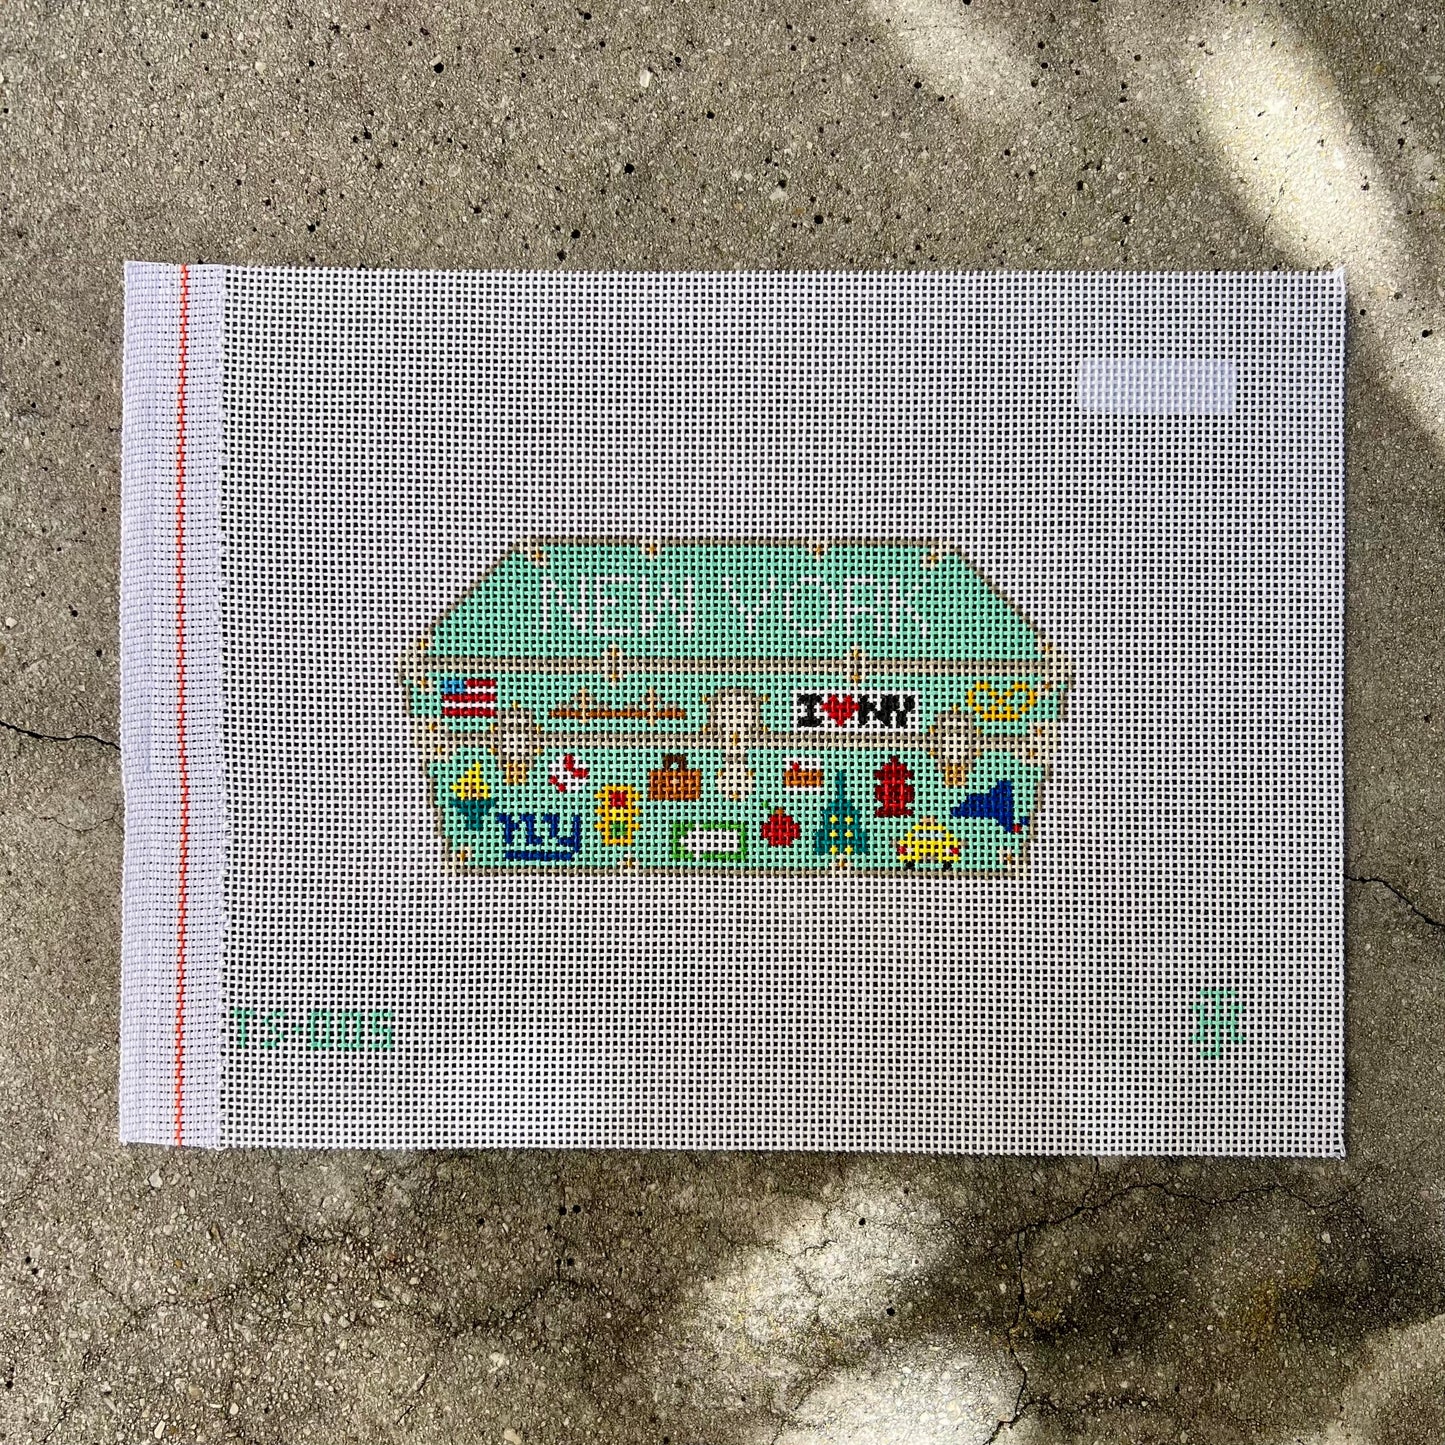 NEW YORK
I ♥ NY
ny
TS-005